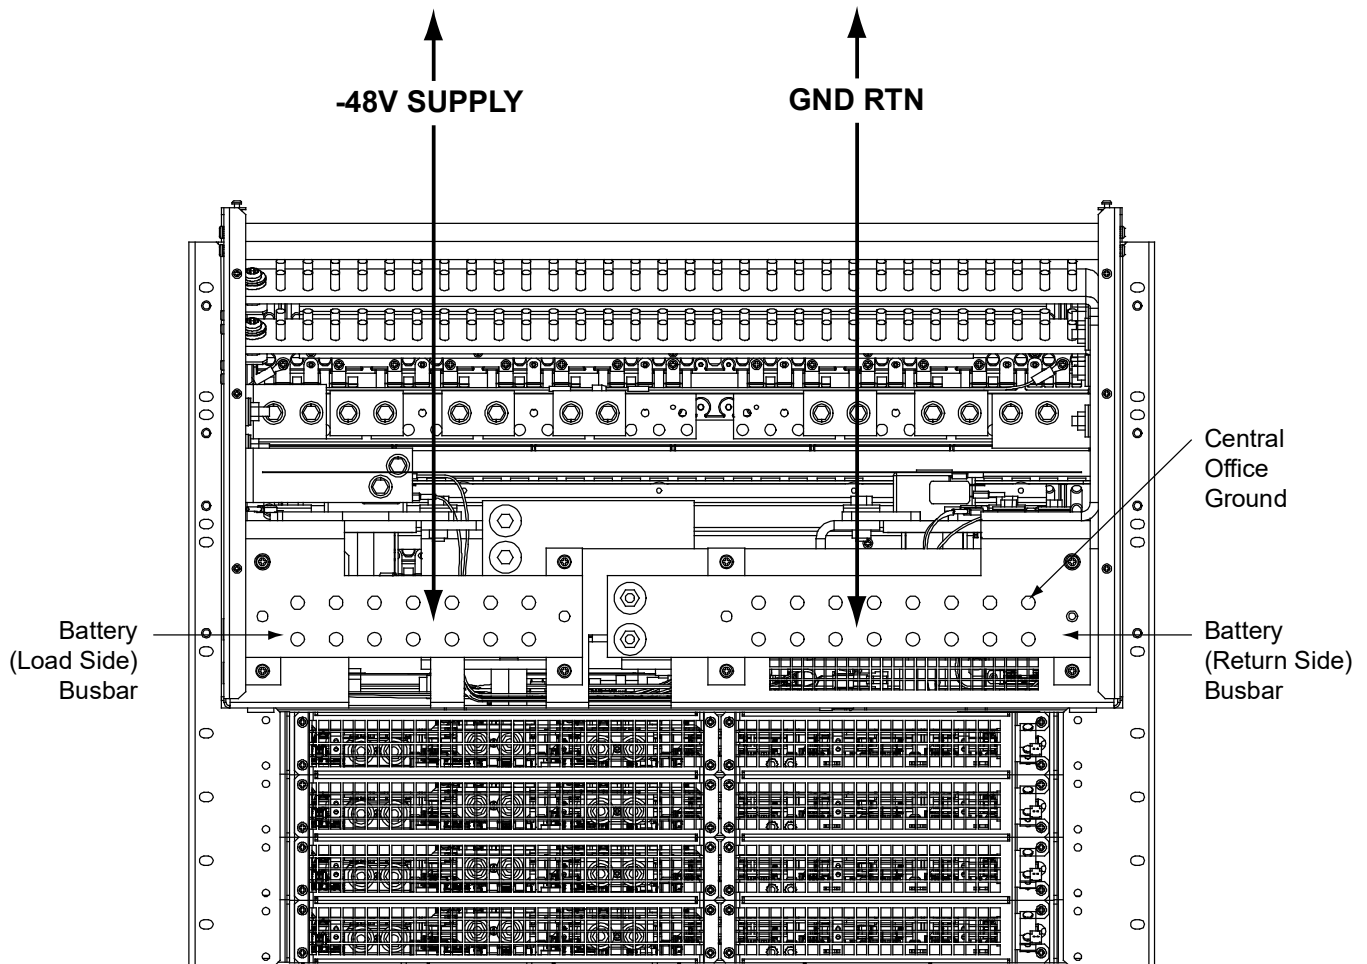 -48V SUPPLY
GND RTN
Central
Office
Ground
Battery
(Load Side)
Busbar
Battery
(Return Side)
Busbar